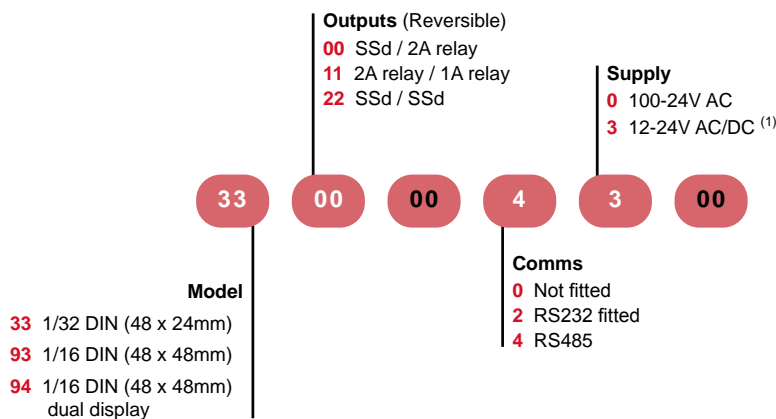 Outputs (Reversible)
00 SSd / 2A relay
11 2A relay / 1A relay
22 SSd / SSd
Supply
0 100-24V AC
3 12-24V AC/DC (1)
33 00 00 4 3 00
Model
33 1/32 DIN (48 x 24mm)
93 1/16 DIN (48 x 48mm)
94 1/16 DIN (48 x 48mm)
dual display
Comms
0 Not fitted
2 RS232 fitted
4 RS485